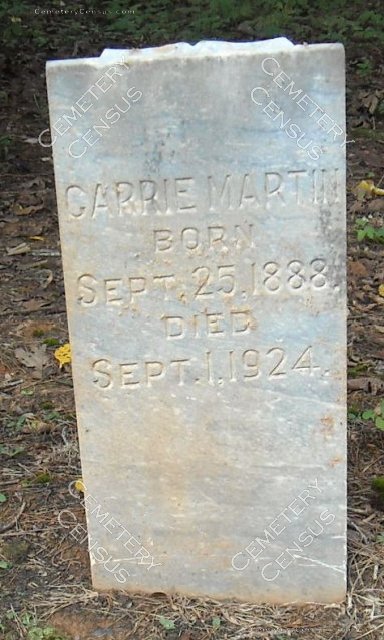 CemeteryCensus.com
CEMETERY
CENSUS
CEMETERY
CENSUS
CARRIE MARTIN
BORN
SEPT. 25, 1888.
DIED
SEPT. 1, 1924.
CEMETERY
CENSUS
CEMETERY
CENSUS